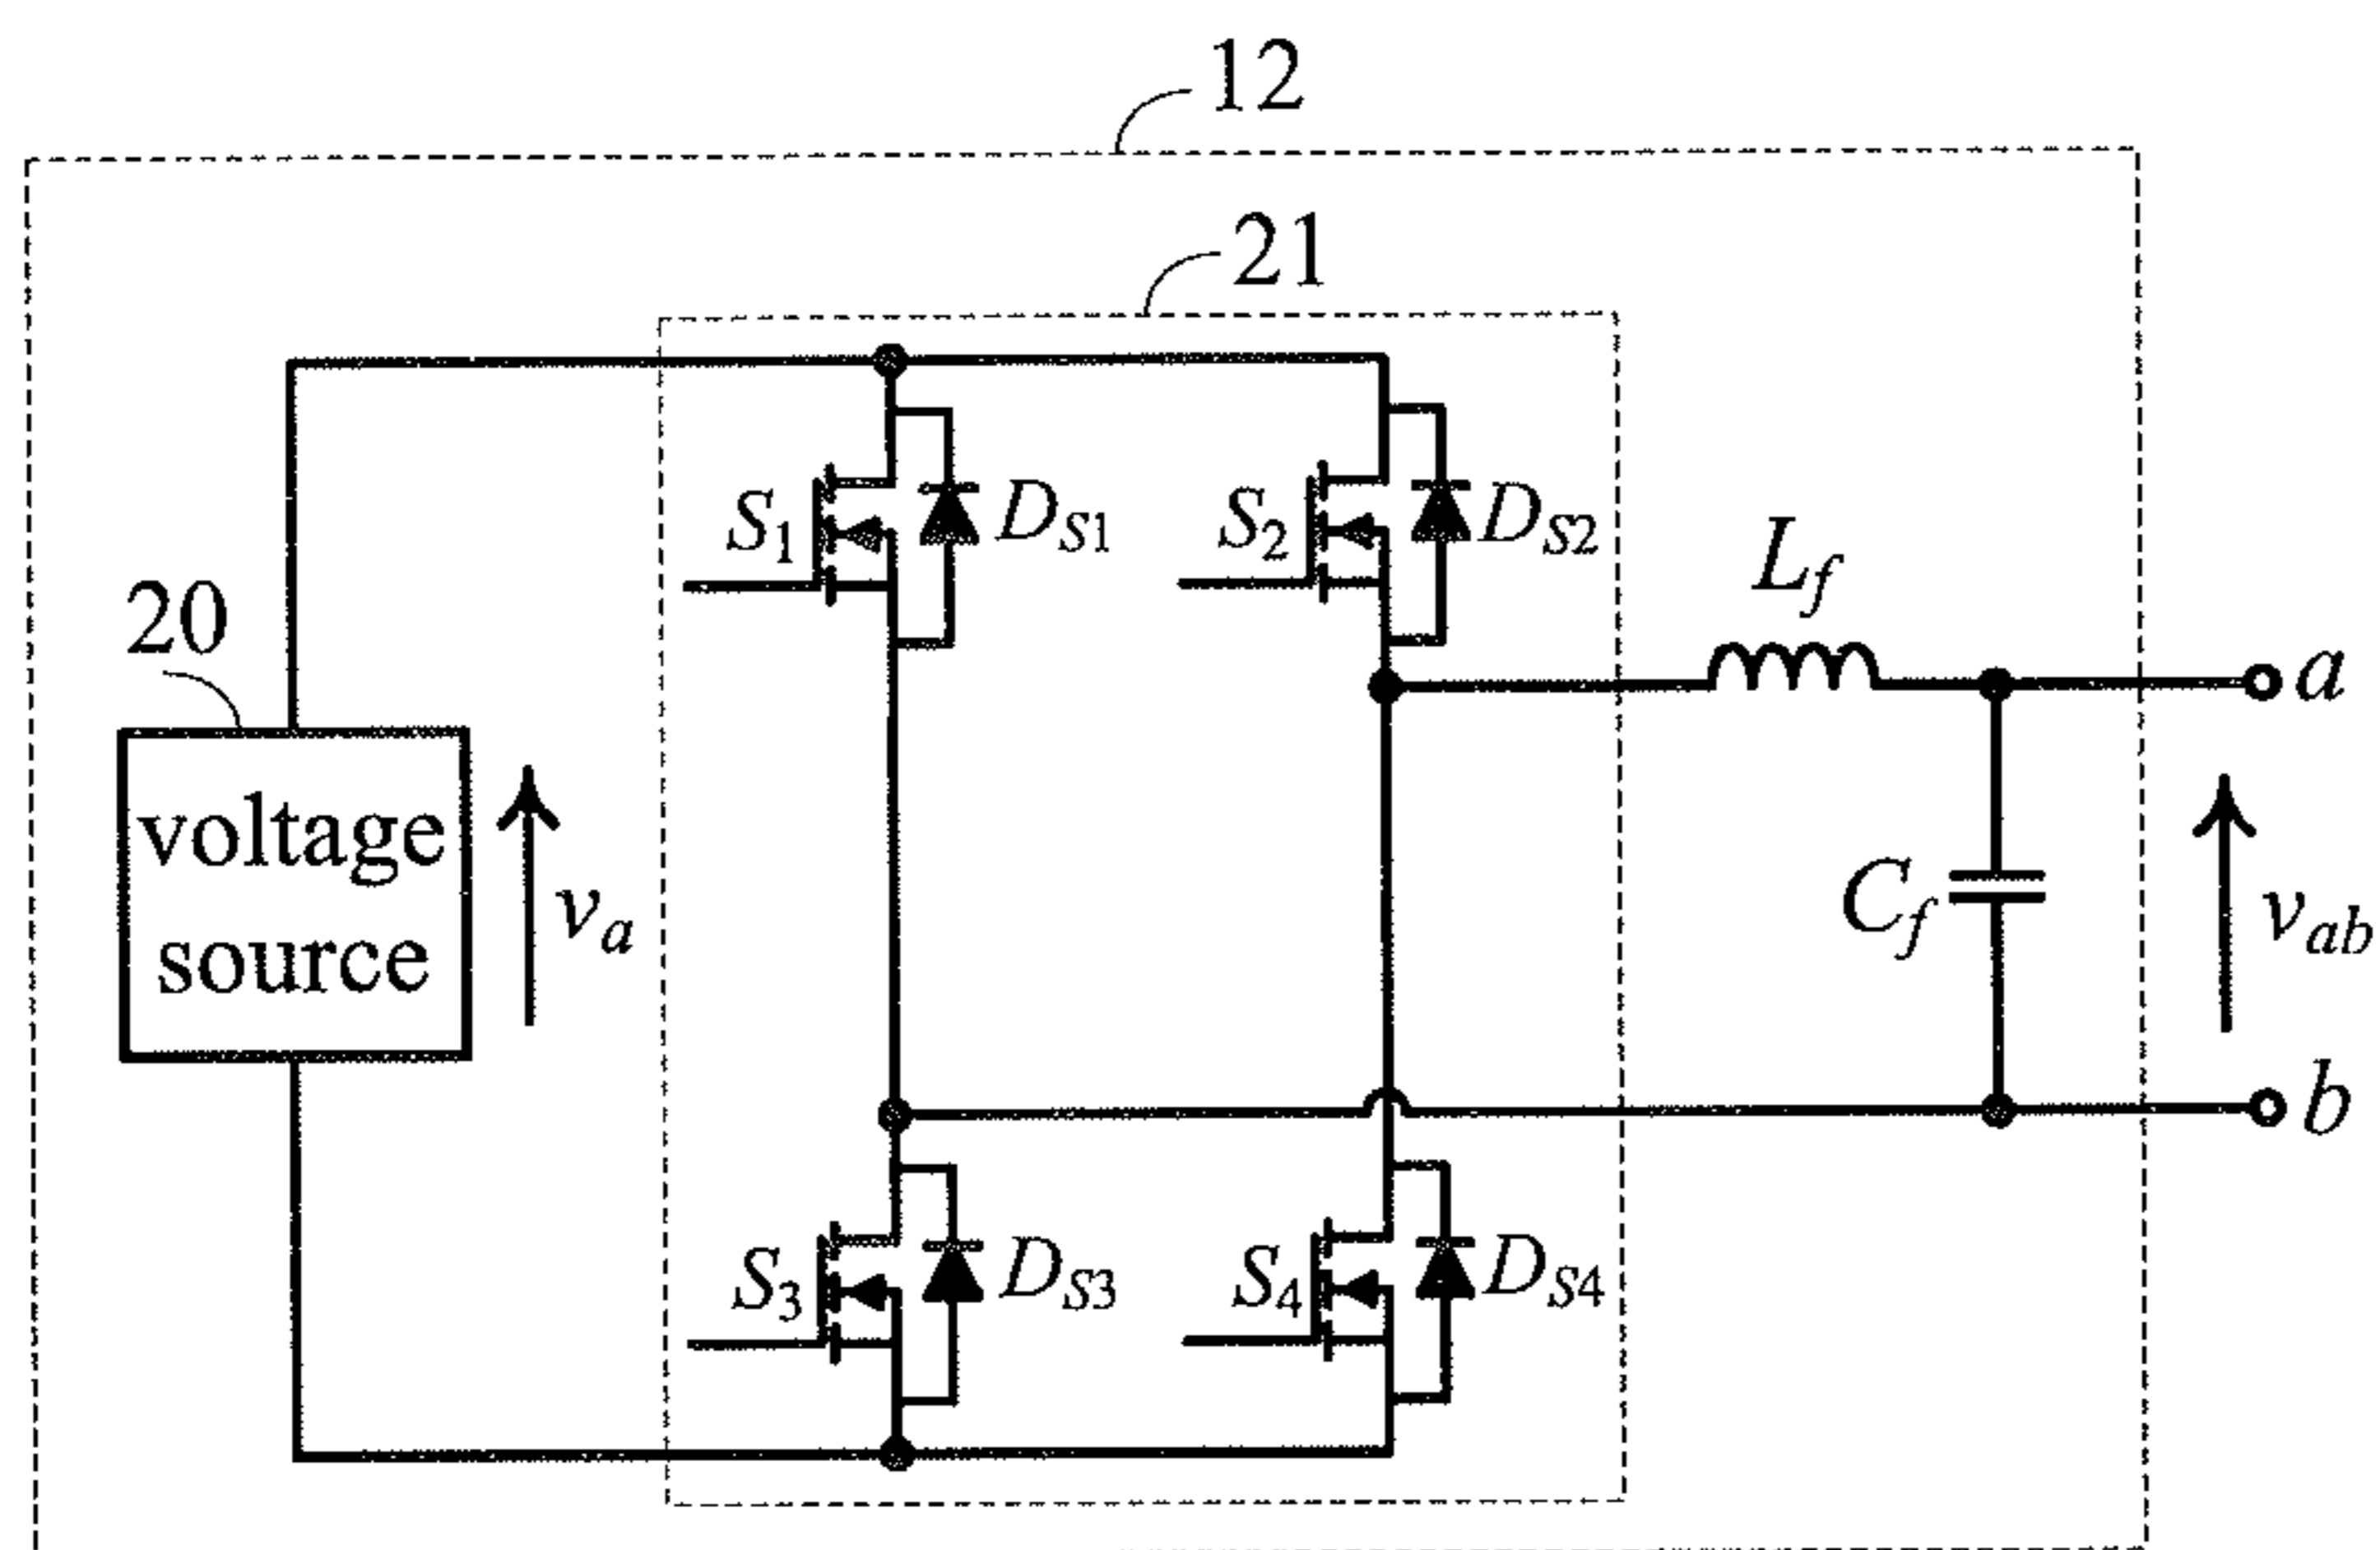 12
21
S1
DS1
S2
DS2
Lf
a
20
voltage
source
va
Cf
vab
b
S3
DS3
S4
DS4